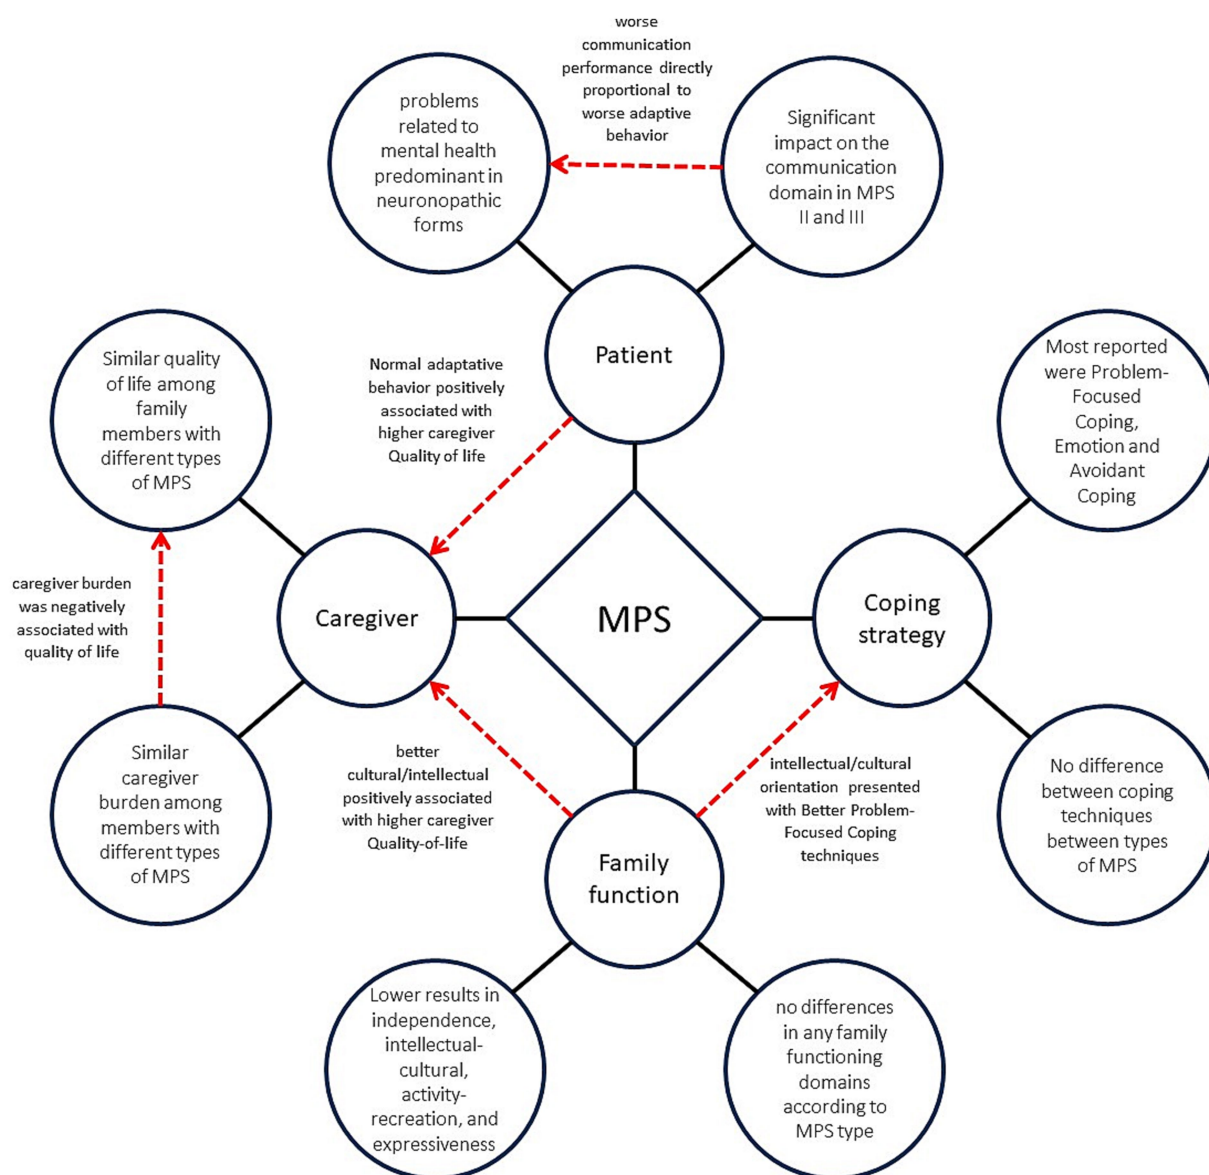 worse
communication
performance directly
proportional to
worse adaptive
behavior
problems
related to
mental health
predominant in
neuronopathic
forms
Significant
impact on the
communication
domain in MPS
II and III
Patient
Normal adaptative
behavior positively
associated with
higher caregiver
Quality of life
Similar quality
of life among
family
members with
different types
of MPS
Most reported
were Problem-
Focused
Coping,
Emotion and
Avoidant
Coping
caregiver burden
was negatively
associated with
quality of life
Caregiver
MPS
Coping
strategy
Similar
caregiver
burden among
members with
different types
of MPS
better
cultural/intellectual
positively associated
with higher caregiver
Quality-of-life
intellectual/cultural
orientation presented
with Better Problem-
Focused Coping
techniques
No difference
between coping
techniques
between types
of MPS
Family
function
Lower results in
independence,
intellectual-
cultural,
activity-
recreation, and
expressiveness
no differences
in any family
functioning
domains
according to
MPS type